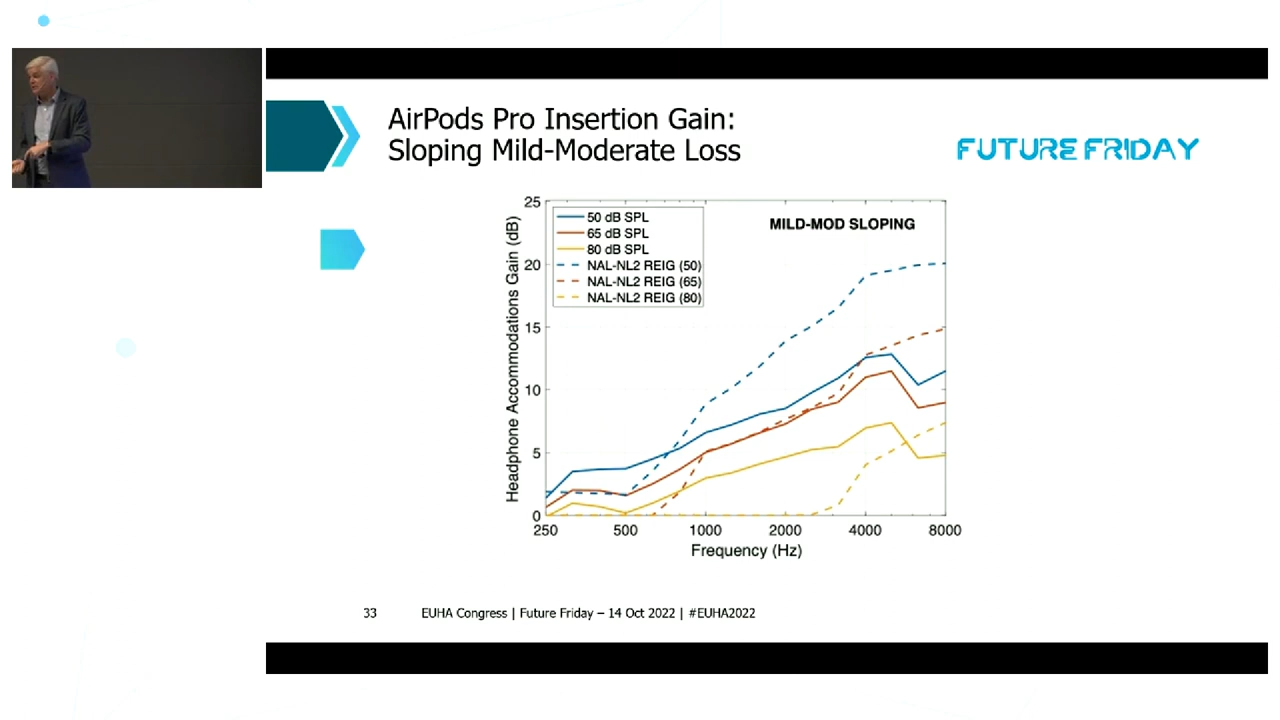 AirPods Pro Insertion Gain:
Sloping Mild-Moderate Loss
FUTURE FRIDAY
MILD-MOD SLOPING
50 dB SPL
65 dB SPL
80 dB SPL
NAL-NL2 REIG (50)
NAL-NL2 REIG (65)
NAL-NL2 REIG (80)
Headphone Accommodations Gain (dB)
25
20
15
10
5
0
250 500 1000 2000 4000 8000
Frequency (Hz)
33 EUHA Congress | Future Friday – 14 Oct 2022 | #EUHA2022